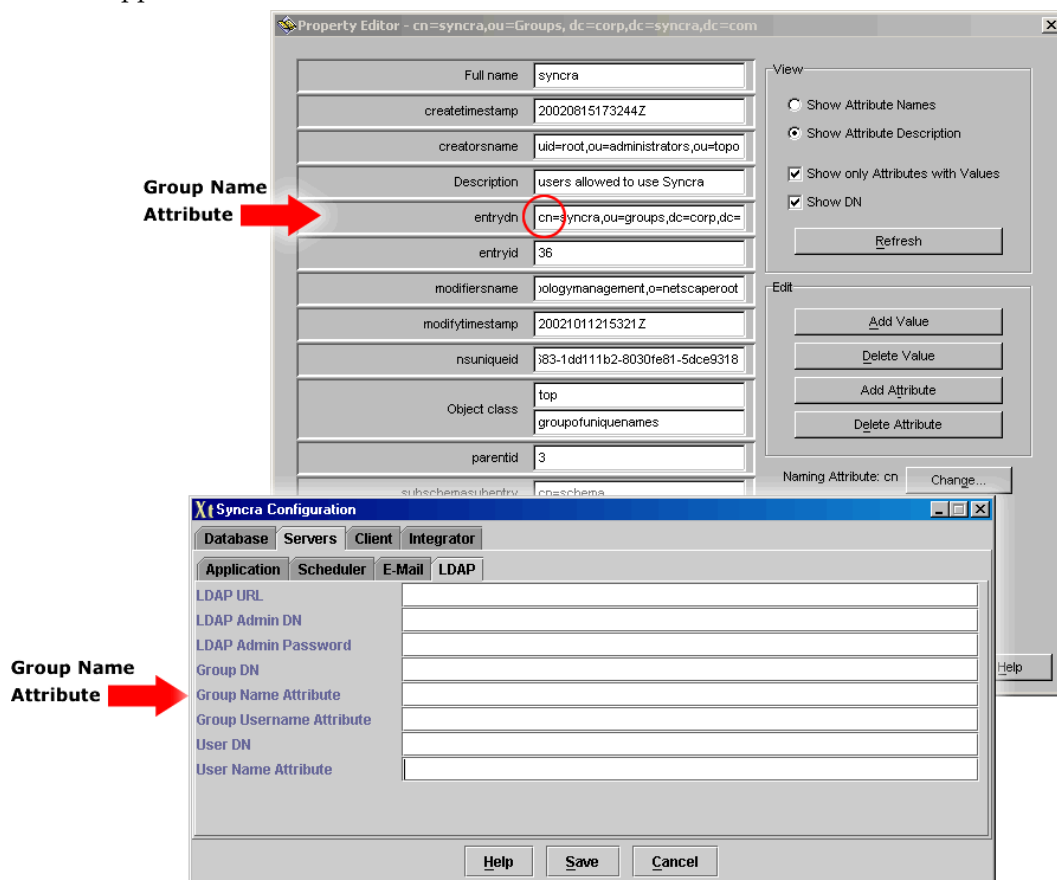 Property Editor - cn=syncra,ou=Groups, dc=corp,dc=syncra,dc=com
Full name syncra
createtimestamp 20020815173244Z
creatorsname uid=root,ou=administrators,ou=topo
Description users allowed to use Syncra
entrydn cn=syncra,ou=groups,dc=corp,dc=
entryid 36
modifiersname ologymanagement,o=netscaperoot
modifytimestamp 20021011215321Z
nsuniqueid 83-1dd111b2-8030fe81-5dce9318
Object class top
groupofuniquenames
parentid 3
subschemasubentry cn=schema
View
Show Attribute Names
Show Attribute Description
Show only Attributes with Values
Show DN
Refresh
Edit
Add Value
Delete Value
Add Attribute
Delete Attribute
Naming Attribute: cn Change...
Help
Group Name
Attribute
Syncra Configuration
Database Servers Client Integrator
Application Scheduler E-Mail LDAP
LDAP URL
LDAP Admin DN
LDAP Admin Password
Group DN
Group Name Attribute
Group Username Attribute
User DN
User Name Attribute
Help Save Cancel
Group Name
Attribute